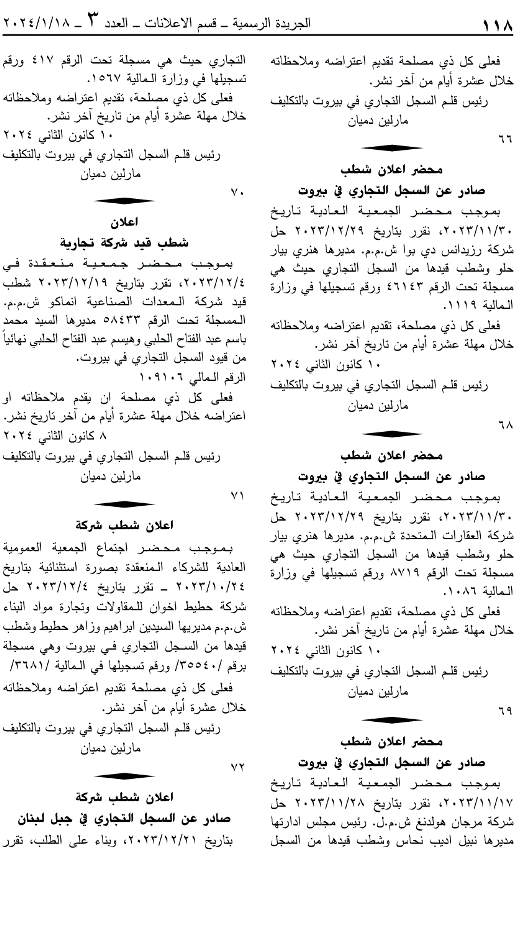 ١١٨
الجريدة الرسمية ــ قسم الاعلانات ــ العدد ٣ ــ ٢٠٢٤/١/١٨
فعلى كل ذي مصلحة تقديم اعتراضه وملاحظاته
خلال عشرة أيام من آخر نشر.
رئيس قلم السجل التجاري في بيروت بالتكليف
مارلين دميان
٦٦
محضر اعلان شطب
صادر عن السجل التجاري في بيروت
بموجب محضر الجمعية العادية تاريخ
٢٠٢٣/١١/٣٠، تقرر بتاريخ ٢٠٢٣/١٢/٢٩ حل
شركة رزيدانس دي بوا ش.م.م. مديرها هنري بيار
حلو وشطب قيدها من السجل التجاري حيث هي
مسجلة تحت الرقم ٤٦١٤٣ ورقم تسجيلها في وزارة
المالية ١١١٩.
فعلى كل ذي مصلحة، تقديم اعتراضه وملاحظاته
خلال مهلة عشرة أيام من تاريخ آخر نشر.
١٠ كانون الثاني ٢٠٢٤
رئيس قلم السجل التجاري في بيروت بالتكليف
مارلين دميان
٦٨
محضر اعلان شطب
صادر عن السجل التجاري في بيروت
بموجب محضر الجمعية العادية تاريخ
٢٠٢٣/١١/٣٠، تقرر بتاريخ ٢٠٢٣/١٢/٢٩ حل
شركة العقارات المتحدة ش.م.م. مديرها هنري بيار
حلو وشطب قيدها من السجل التجاري حيث هي
مسجلة تحت الرقم ٨٧١٩ ورقم تسجيلها في وزارة
المالية ١٠٨٦.
فعلى كل ذي مصلحة، تقديم اعتراضه وملاحظاته
خلال مهلة عشرة أيام من تاريخ آخر نشر.
١٠ كانون الثاني ٢٠٢٤
رئيس قلم السجل التجاري في بيروت بالتكليف
مارلين دميان
٦٩
محضر اعلان شطب
صادر عن السجل التجاري في بيروت
بموجب محضر الجمعية العادية تاريخ
٢٠٢٣/١١/١٧، تقرر بتاريخ ٢٠٢٣/١١/٢٨ حل
شركة مرجان هولدنغ ش.م.ل. رئيس مجلس ادارتها
مديرها نبيل اديب نحاس وشطب قيدها من السجل
التجاري حيث هي مسجلة تحت الرقم ٤١٧ ورقم
تسجيلها في وزارة المالية ١٥٦٧.
فعلى كل ذي مصلحة، تقديم اعتراضه وملاحظاته
خلال مهلة عشرة أيام من تاريخ آخر نشر.
١٠ كانون الثاني ٢٠٢٤
رئيس قلم السجل التجاري في بيروت بالتكليف
مارلين دميان
٧٠
اعلان
شطب قيد شركة تجارية
بموجب محضر جمعية منعقدة في
٢٠٢٣/١٢/٤، تقرر بتاريخ ٢٠٢٣/١٢/١٩ شطب
قيد شركة المعدات الصناعية انماكو ش.م.م.
المسجلة تحت الرقم ٥٨٤٣٣ مديرها السيد محمد
باسم عبد الفتاح الحلبي وهيسم عبد الفتاح الحلبي نهائياً
من قيود السجل التجاري في بيروت.
الرقم المالي ١٠٩١٠٦
فعلى كل ذي مصلحة ان يقدم ملاحظاته او
اعتراضه خلال مهلة عشرة أيام من آخر تاريخ نشر.
٨ كانون الثاني ٢٠٢٤
رئيس قلم السجل التجاري في بيروت بالتكليف
مارلين دميان
٧١
اعلان شطب شركة
بموجب محضر اجتماع الجمعية العمومية
العادية للشركاء المنعقدة بصورة استثنائية بتاريخ
٢٠٢٣/١٠/٢٤ ــ تقرر بتاريخ ٢٠٢٣/١٢/٤ حل
شركة حطيط اخوان للمقاولات وتجارة مواد البناء
ش.م.م مديريها السيدين ابراهيم وزاهر حطيط وشطب
قيدها من السجل التجاري في بيروت وهي مسجلة
برقم /٣٥٥٤٠/ ورقم تسجيلها في المالية /٣٦٨١/
فعلى كل ذي مصلحة تقديم اعتراضه وملاحظاته
خلال عشرة أيام من آخر نشر.
رئيس قلم السجل التجاري في بيروت بالتكليف
مارلين دميان
٧٢
اعلان شطب شركة
صادر عن السجل التجاري في جبل لبنان
بتاريخ ٢٠٢٣/١٢/٢١، وبناء على الطلب، تقرر